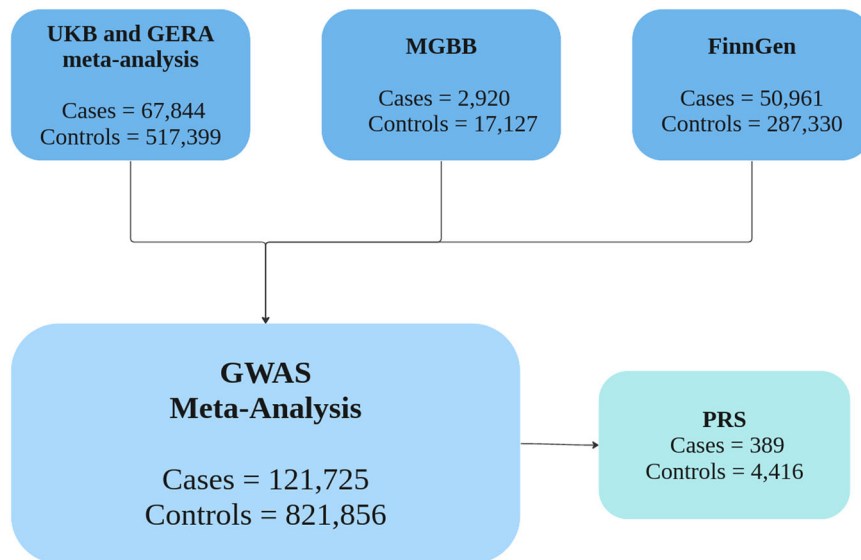 UKB and GERA
meta-analysis
Cases = 67,844
Controls = 517,399
MGBB
Cases = 2,920
Controls = 17,127
FinnGen
Cases = 50,961
Controls = 287,330
GWAS
Meta-Analysis
Cases = 121,725
Controls = 821,856
PRS
Cases = 389
Controls = 4,416